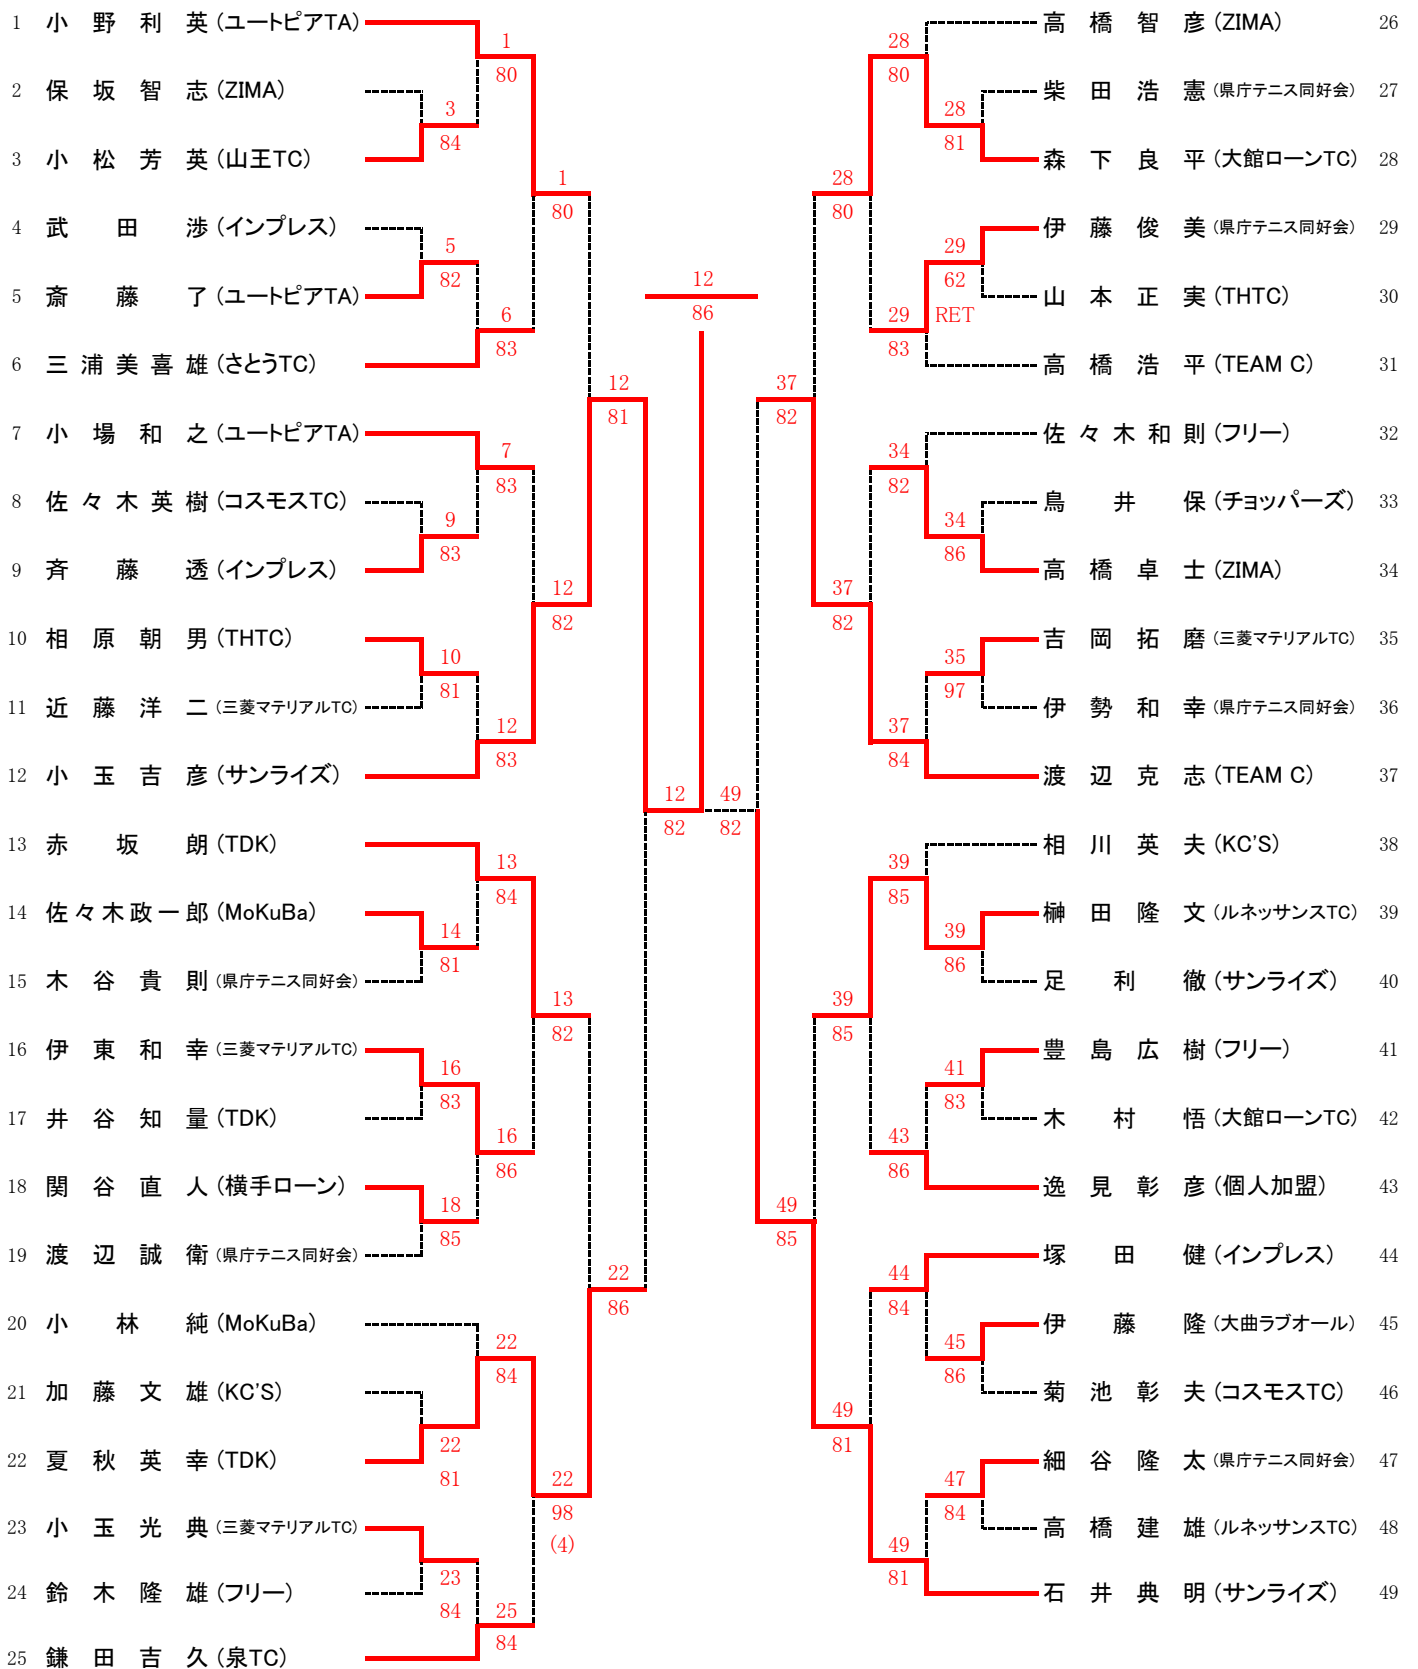 1 小野利英 (ユートピアTA)
2 保坂智志 (ZIMA)
3 小松芳英 (山王TC)
4 武田渉 (インプレス)
5 斎藤了 (ユートピアTA)
6 三浦美喜雄 (さとうTC)
7 小場和之 (ユートピアTA)
8 佐々木英樹 (コスモスTC)
9 斉藤透 (インプレス)
10 相原朝男 (THTC)
11 近藤洋二 (三菱マテリアルTC)
12 小玉吉彦 (サンライズ)
13 赤坂朗 (TDK)
14 佐々木政一郎 (MoKuBa)
15 木谷貴則 (県庁テニス同好会)
16 伊東和幸 (三菱マテリアルTC)
17 井谷知量 (TDK)
18 関谷直人 (横手ローン)
19 渡辺誠衛 (県庁テニス同好会)
20 小林純 (MoKuBa)
21 加藤文雄 (KC'S)
22 夏秋英幸 (TDK)
23 小玉光典 (三菱マテリアルTC)
24 鈴木隆雄 (フリー)
25 鎌田吉久 (泉TC)
3
84
5
82
9
83
10
81
14
81
16
83
18
85
22
81
23
84
1
80
6
83
7
83
12
83
13
84
16
86
22
84
25
84
1
80
12
82
13
82
22
98
(4)
12
81
22
86
12
82
12
86
49
82
37
82
49
85
28
80
37
82
39
85
49
81
28
80
29
83
34
82
37
84
39
85
43
86
44
84
49
81
28
81
29
62
RET
34
86
35
97
39
86
41
83
45
86
47
84
高橋智彦 (ZIMA) 26
柴田浩憲 (県庁テニス同好会) 27
森下良平 (大館ローンTC) 28
伊藤俊美 (県庁テニス同好会) 29
山本正実 (THTC) 30
高橋浩平 (TEAM C) 31
佐々木和則 (フリー) 32
鳥井保 (チョッパーズ) 33
高橋卓士 (ZIMA) 34
吉岡拓磨 (三菱マテリアルTC) 35
伊勢和幸 (県庁テニス同好会) 36
渡辺克志 (TEAM C) 37
相川英夫 (KC'S) 38
榊田隆文 (ルネッサンスTC) 39
足利徹 (サンライズ) 40
豊島広樹 (フリー) 41
木村悟 (大館ローンTC) 42
逸見彰彦 (個人加盟) 43
塚田健 (インプレス) 44
伊藤隆 (大曲ラブオール) 45
菊池彰夫 (コスモスTC) 46
細谷隆太 (県庁テニス同好会) 47
高橋建雄 (ルネッサンスTC) 48
石井典明 (サンライズ) 49